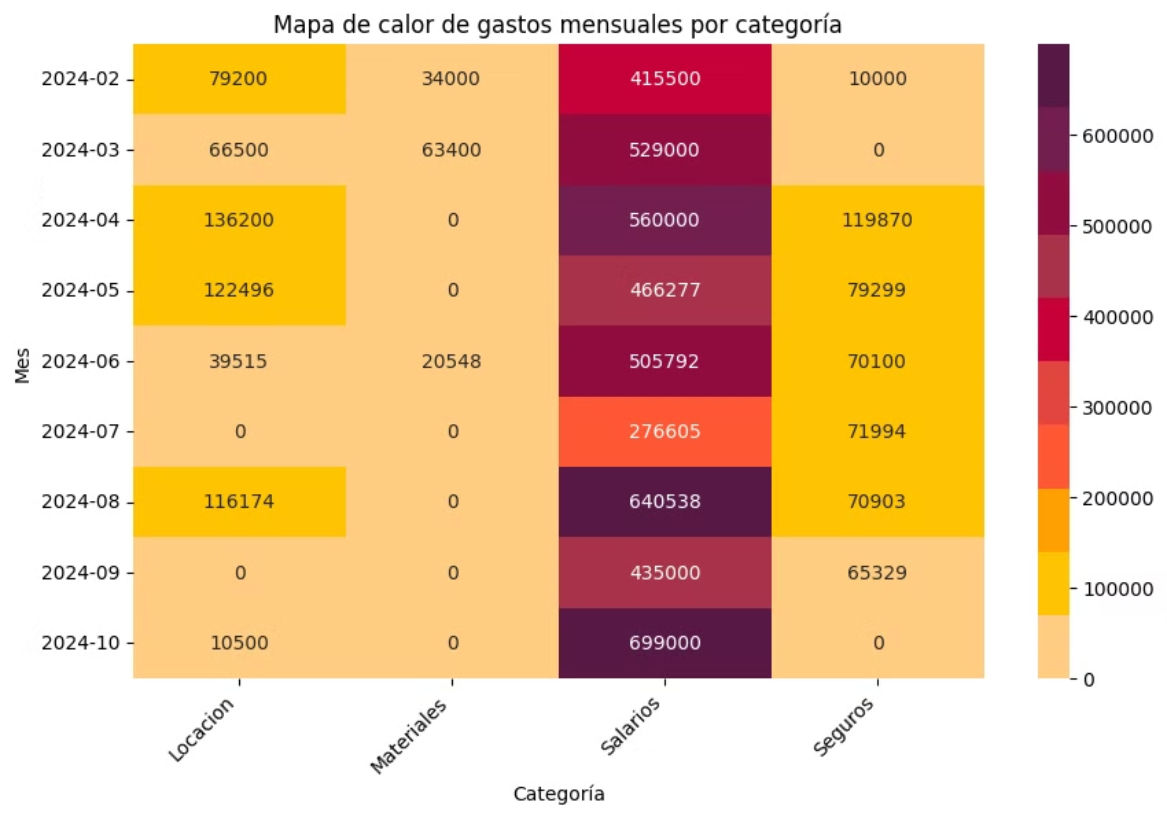 Mapa de calor de gastos mensuales por categoría
2024-02 79200 34000 415500 10000
2024-03 66500 63400 529000 0
2024-04 136200 0 560000 119870
2024-05 122496 0 466277 79299
2024-06 39515 20548 505792 70100
2024-07 0 0 276605 71994
2024-08 116174 0 640538 70903
2024-09 0 0 435000 65329
2024-10 10500 0 699000 0
Mes
Locacion Materiales Salarios Seguros
Categoría
600000
500000
400000
300000
200000
100000
0